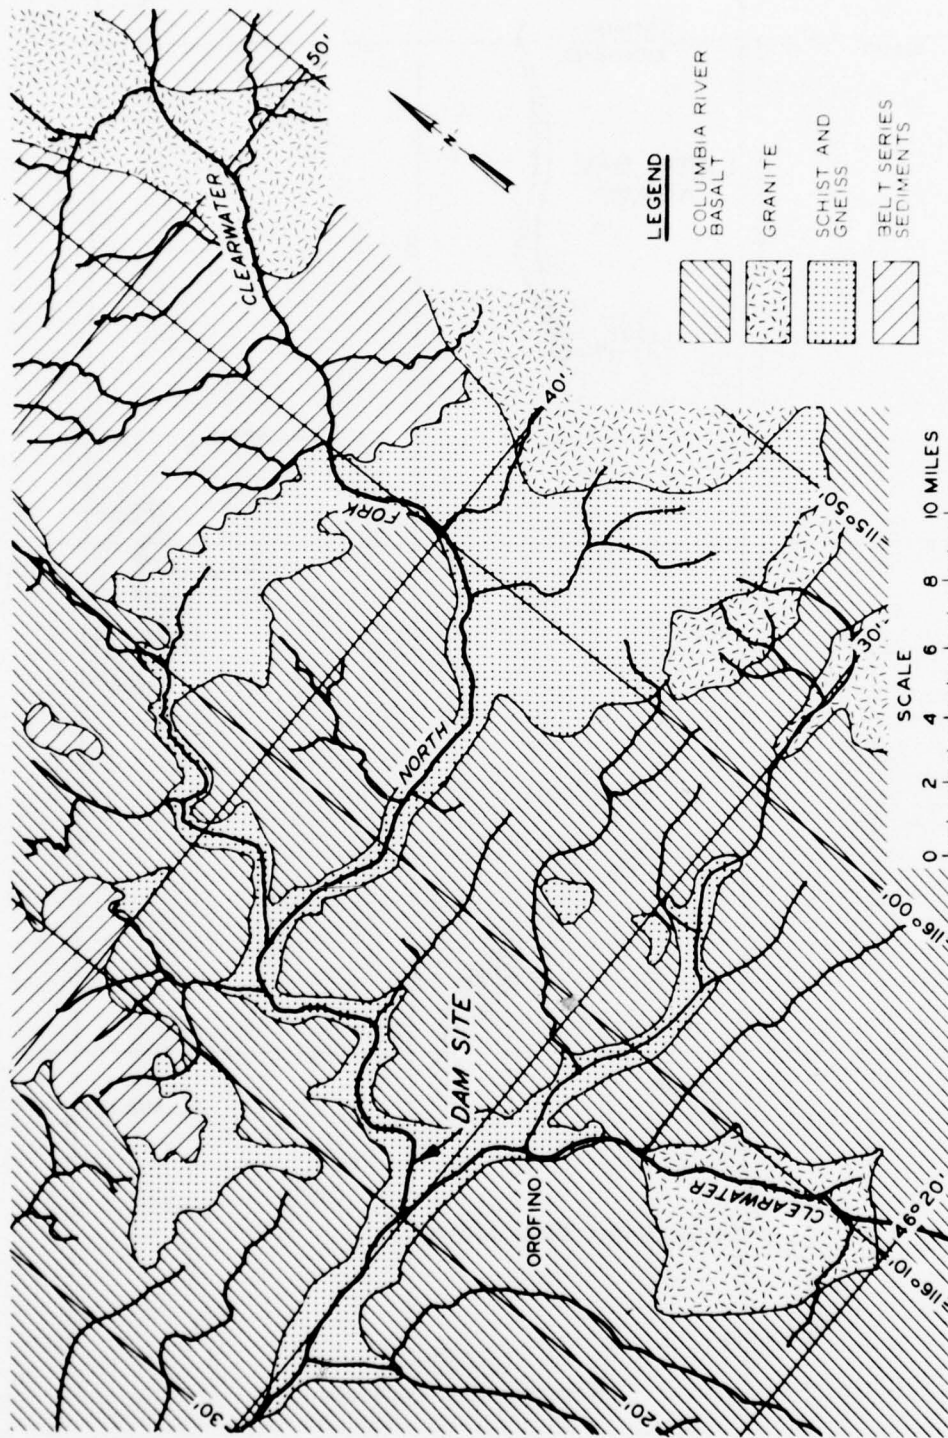 50'
CLEARWATER
N
LEGEND
COLUMBIA RIVER
BASALT
GRANITE
SCHIST AND
GNEISS
BELT SERIES
SEDIMENTS
40'
FORK
115° 50'
NORTH
30'
SCALE
0 2 4 6 8 10 MILES
116° 00'
DAM SITE
OROFINO
CLEARWATER
46° 20'
116° 10'
20'
30'